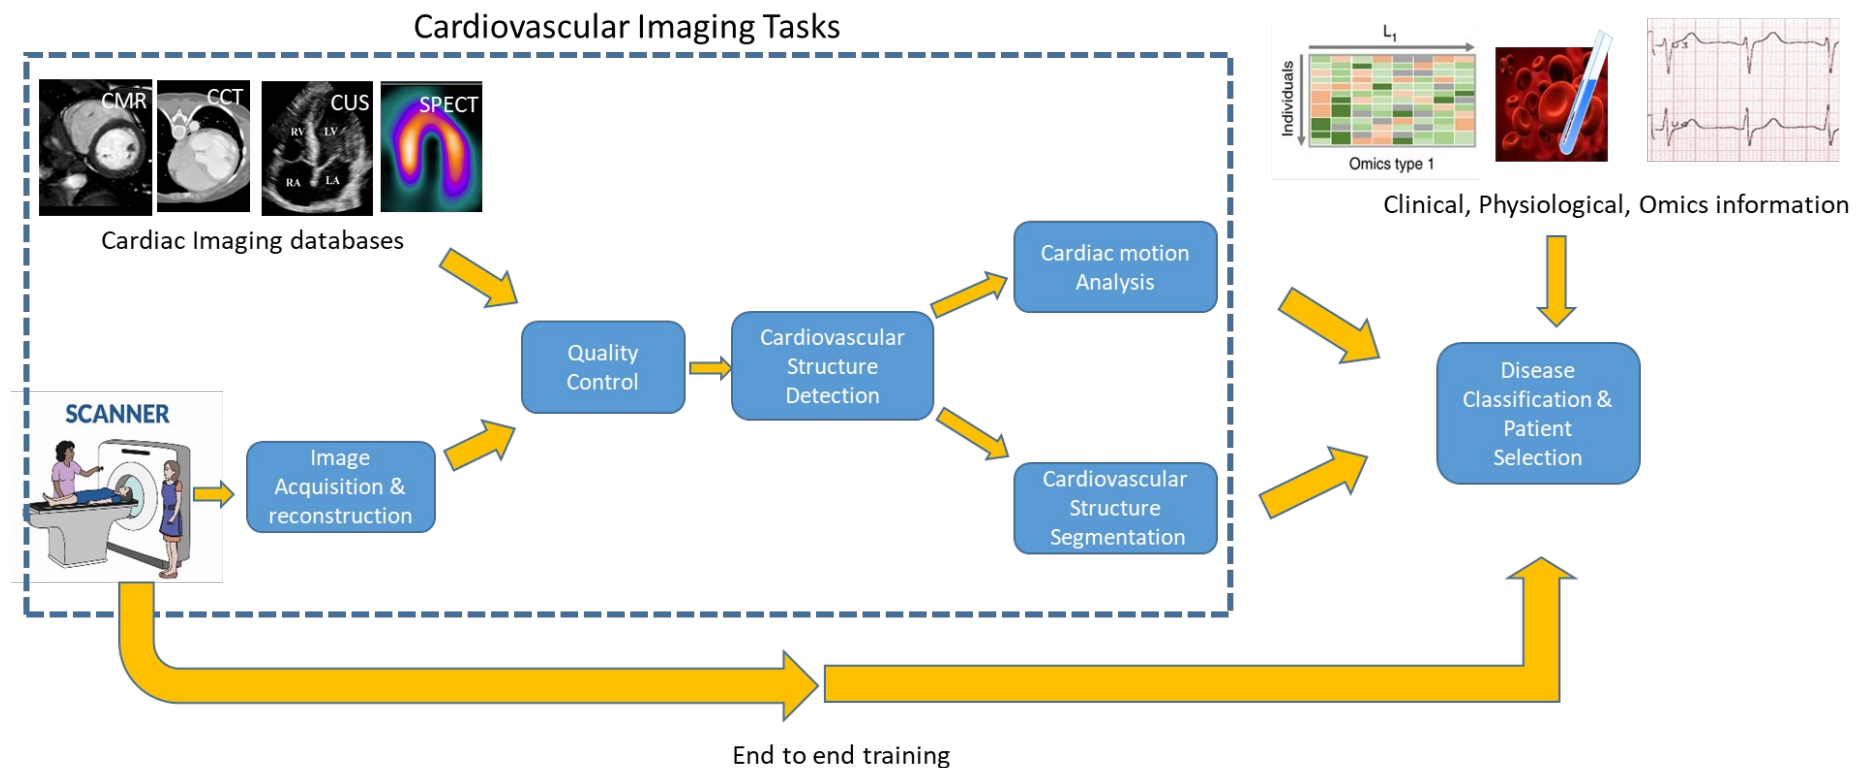 Cardiovascular Imaging Tasks
CMR
CCT
CUS
SPECT
RV
LV
RA
LA
Cardiac Imaging databases
L1
Individuals
Omics type 1
Clinical, Physiological, Omics information
SCANNER
Image
Acquisition &
reconstruction
Quality
Control
Cardiovascular
Structure
Detection
Cardiac motion
Analysis
Cardiovascular
Structure
Segmentation
Disease
Classification &
Patient
Selection
End to end training